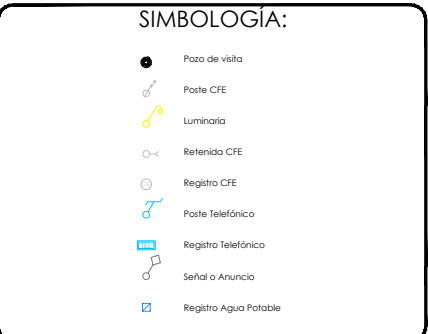 SIMBOLOGÍA:
Pozo de visita
Poste CFE
Luminaria
Retenida CFE
Registro CFE
Poste Telefónico
Registro Telefónico
Señal o Anuncio
Registro Agua Potable